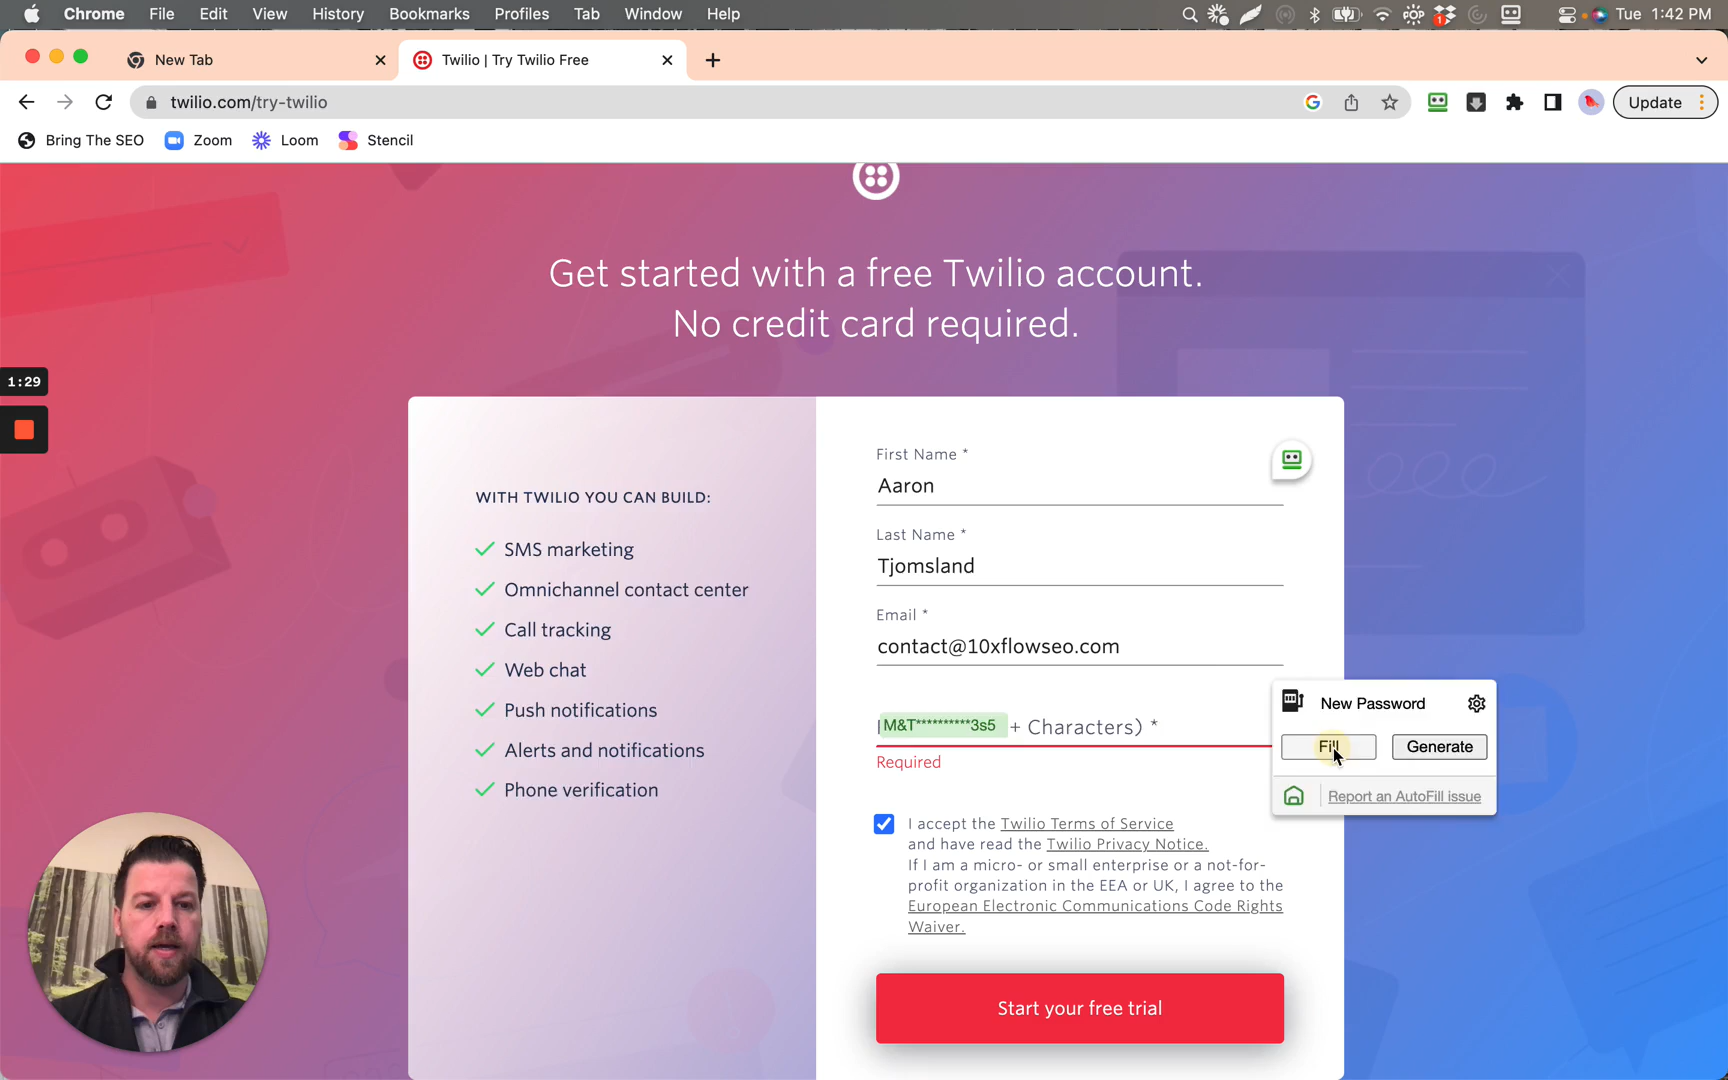 Chrome File Edit View History Bookmarks Profiles Tab Window Help
1 Tue 1:42 PM
New Tab
Twilio | Try Twilio Free
twilio.com/try-twilio
Update
Bring The SEO Zoom Loom Stencil
Get started with a free Twilio account.
No credit card required.
1:29
WITH TWILIO YOU CAN BUILD:
SMS marketing
Omnichannel contact center
Call tracking
Web chat
Push notifications
Alerts and notifications
Phone verification
First Name *
Aaron
Last Name *
Tjomsland
Email *
contact@10xflowseo.com
M&T**********3s5 + Characters) *
Required
New Password
Fill Generate
Report an AutoFill issue
I accept the Twilio Terms of Service
and have read the Twilio Privacy Notice.
If I am a micro- or small enterprise or a not-for-
profit organization in the EEA or UK, I agree to the
European Electronic Communications Code Rights
Waiver.
Start your free trial